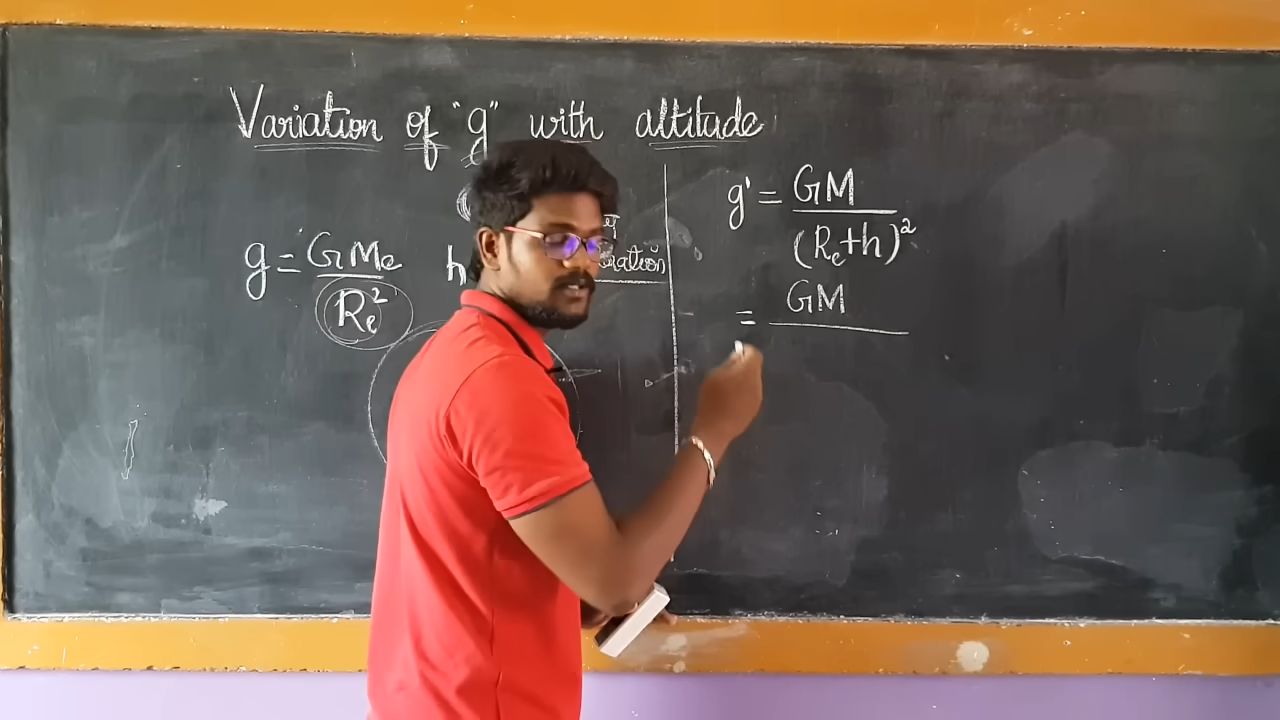 Variation of "g" with altitude
g = GMe
Re²
h
g' = GM
(Re+h)²
= GM